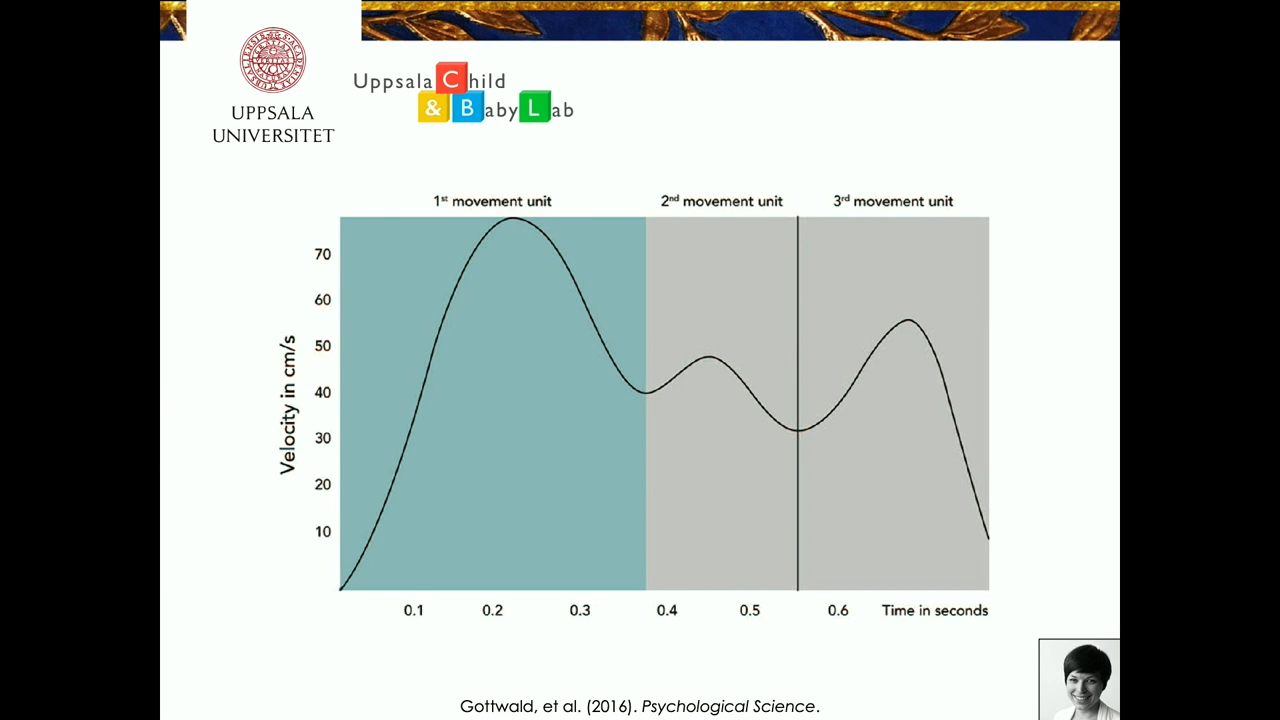 UPPSALA
UNIVERSITET
Uppsala Child
& BabyLab
1st movement unit
2nd movement unit
3rd movement unit
Velocity in cm/s
70
60
50
40
30
20
10
0.1 0.2 0.3 0.4 0.5 0.6 Time in seconds
Gottwald, et al. (2016). Psychological Science.